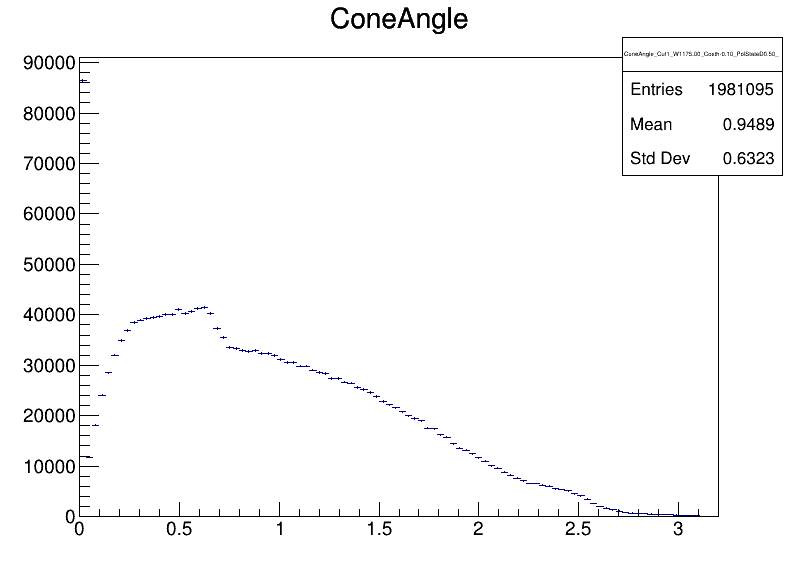 ConeAngle
ConeAngle_Cut1_W1175.00_Costh-0.10_PolStateD0.50_
Entries 1981095
Mean 0.9489
Std Dev 0.6323
90000
80000
70000
60000
50000
40000
30000
20000
10000
0
0 0.5 1 1.5 2 2.5 3